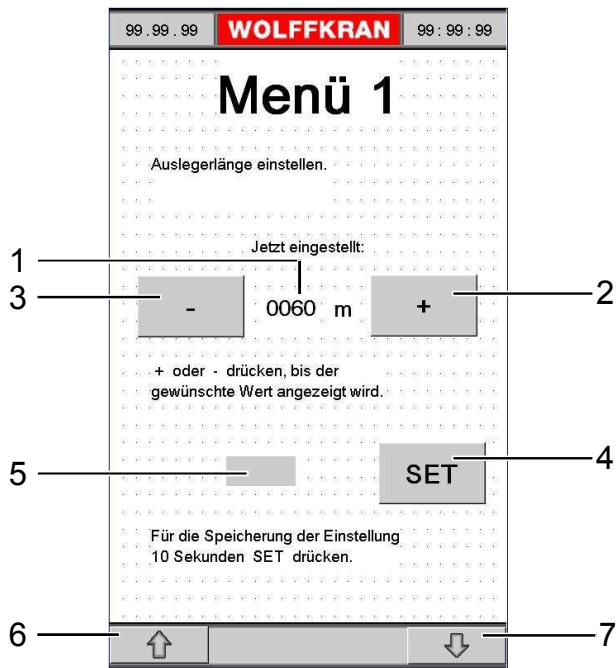 99.99.99 WOLFFKRAN 99:99:99
Menü 1
Auslegerlänge einstellen.
Jetzt eingestellt:
1
3 - 0060 m + 2
+ oder - drücken, bis der
gewünschte Wert angezeigt wird.
5 SET 4
Für die Speicherung der Einstellung
10 Sekunden SET drücken.
6 7